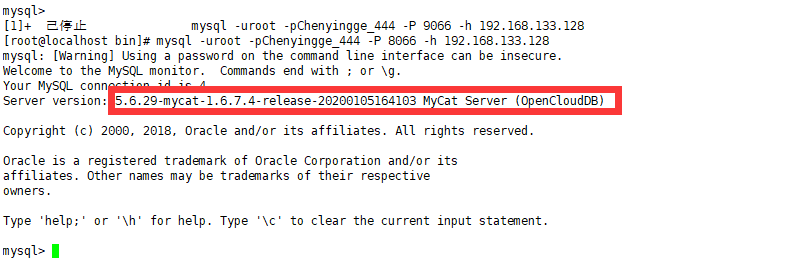 mysql>
[1]+  已停止               mysql -uroot -pChenyingge_444 -P 9066 -h 192.168.133.128
[root@localhost bin]# mysql -uroot -pChenyingge_444 -P 8066 -h 192.168.133.128
mysql: [Warning] Using a password on the command line interface can be insecure.
Welcome to the MySQL monitor.  Commands end with ; or \g.
Your MySQL connection id is 4
Server version: 5.6.29-mycat-1.6.7.4-release-20200105164103 MyCat Server (OpenCloudDB)
Copyright (c) 2000, 2018, Oracle and/or its affiliates. All rights reserved.
Oracle is a registered trademark of Oracle Corporation and/or its
affiliates. Other names may be trademarks of their respective
owners.
Type 'help;' or '\h' for help. Type '\c' to clear the current input statement.
mysql>